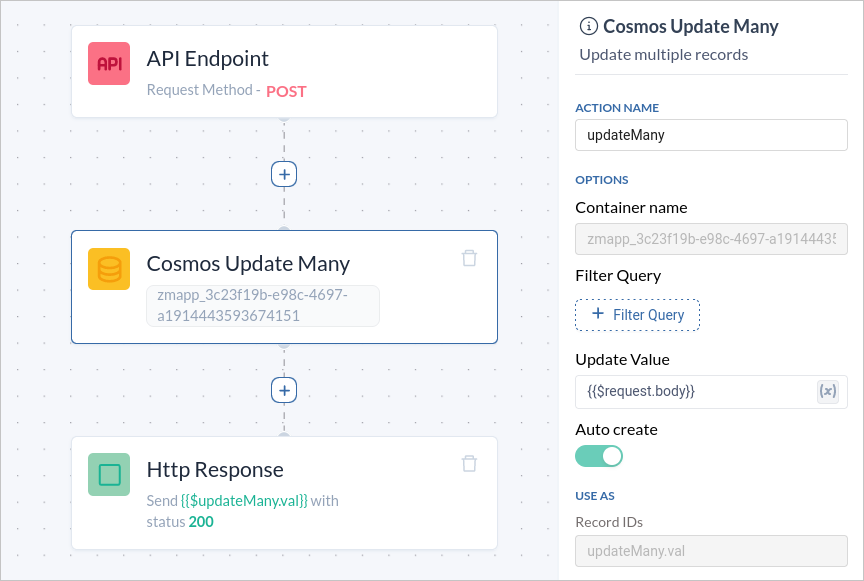 API
API Endpoint
Request Method - POST
Cosmos Update Many
zmapp_3c23f19b-e98c-4697-
a1914443593674151
Http Response
Send {{$updateMany.val}} with
status 200
Cosmos Update Many
Update multiple records
ACTION NAME
updateMany
OPTIONS
Container name
zmapp_3c23f19b-e98c-4697-a19144435
Filter Query
+ Filter Query
Update Value
{{$request.body}} (x)
Auto create
USE AS
Record IDs
updateMany.val